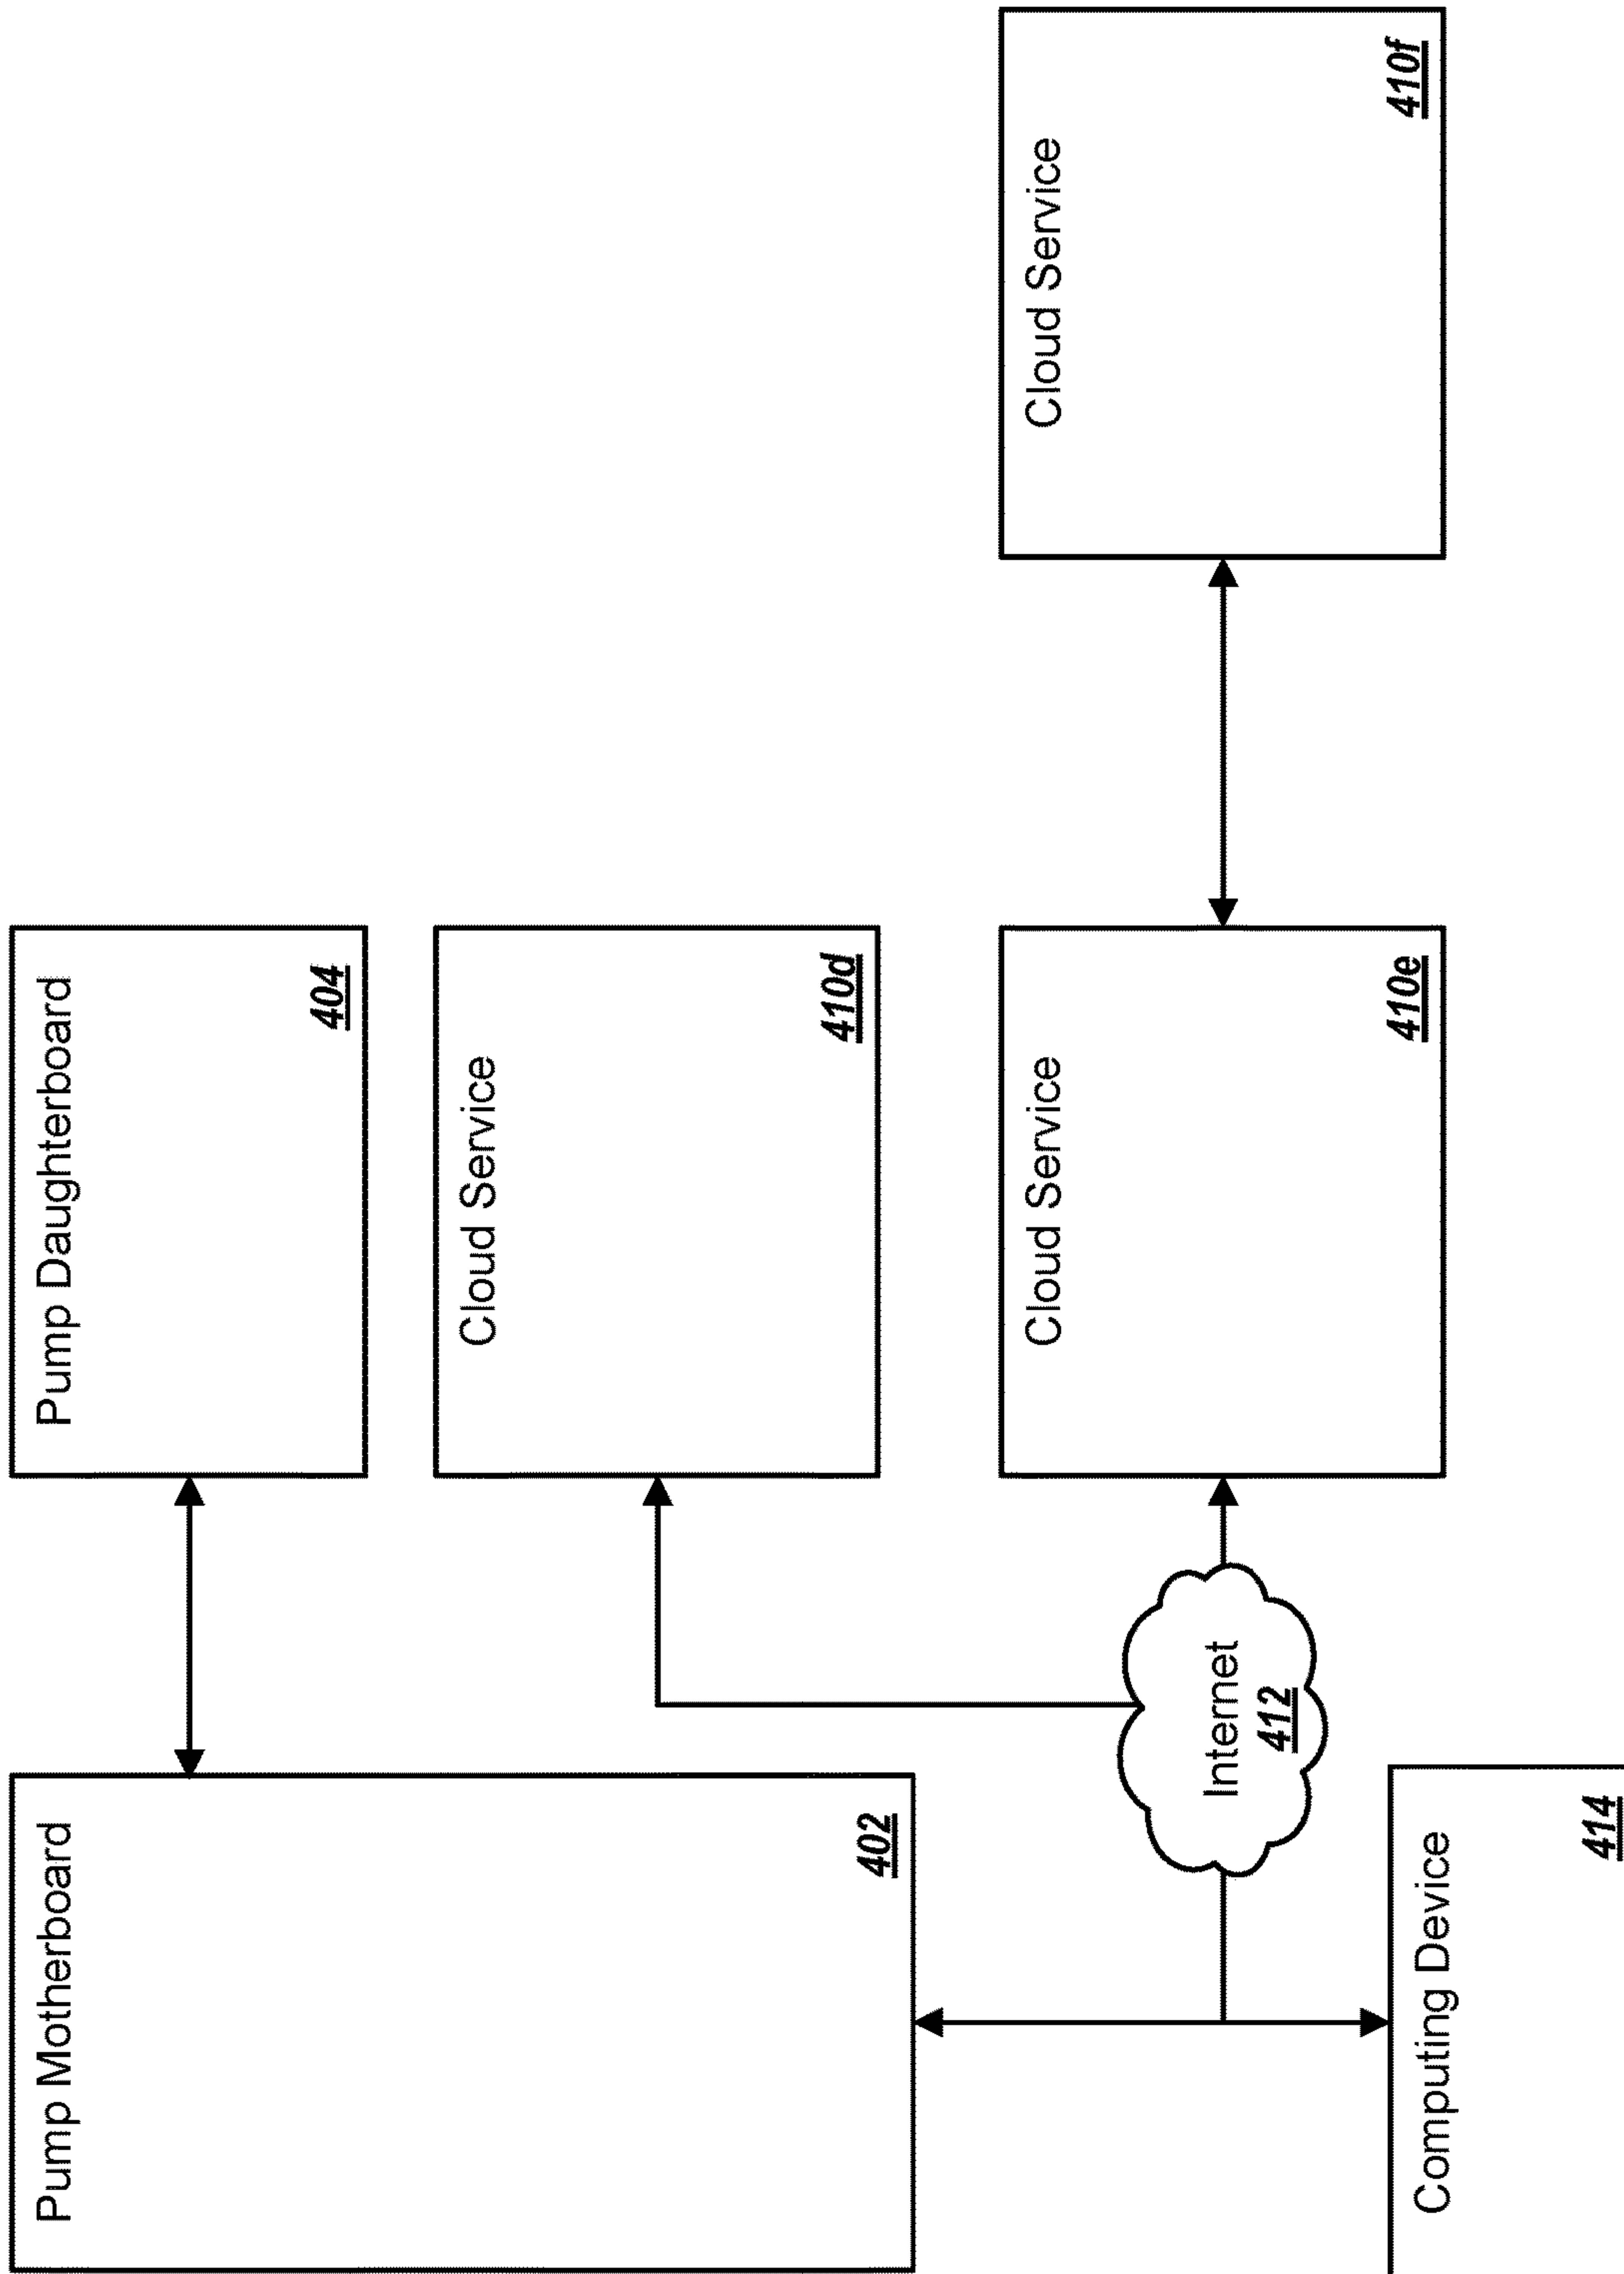 Pump Motherboard
402
Pump Daughterboard
404
Cloud Service
410d
Internet
412
Cloud Service
410e
Cloud Service
410f
Computing Device
414